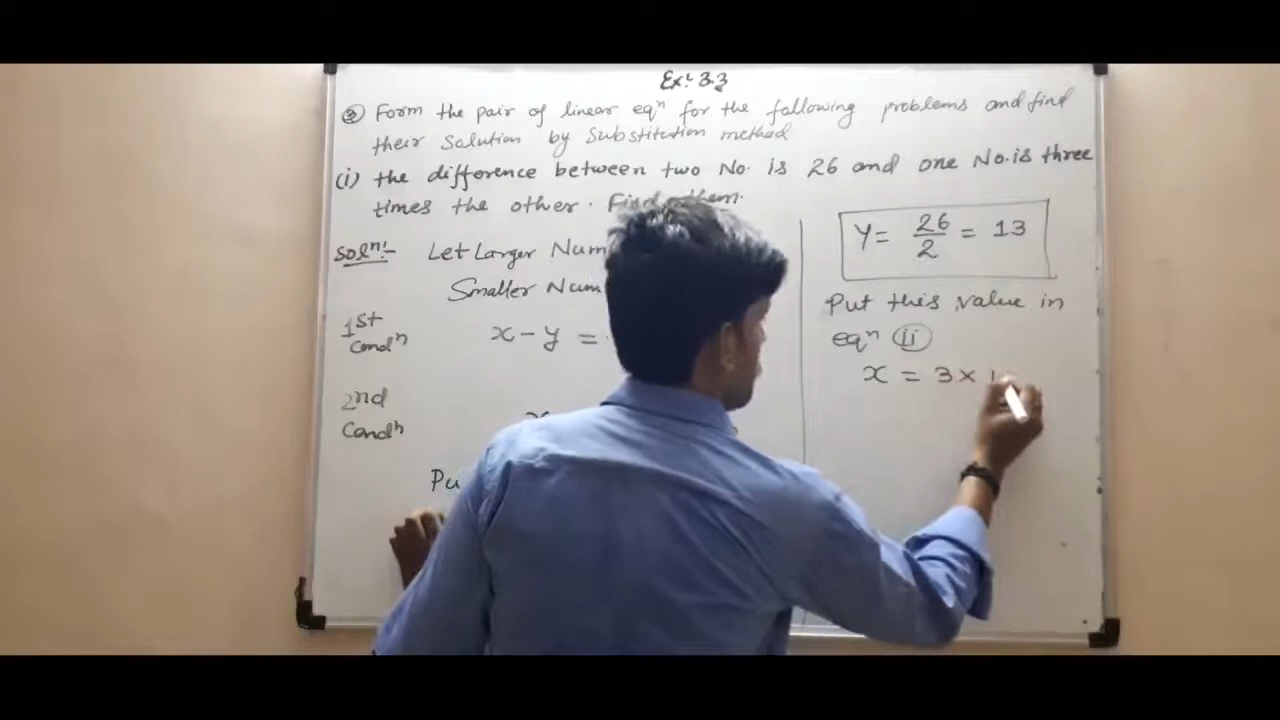 Ex:- 3.3
③ Form the pair of linear eqⁿ for the following problems and find
their Solution by Substitution method
(i) the difference between two No. is 26 and one No. is three
times the other. Find them.
Solⁿ:- Let Larger Num
Smaller Num
1st
Condⁿ
x - y =
2nd
Condⁿ
Pu
Y = 26/2 = 13
Put this value in
eqⁿ (ii)
x = 3 × 1